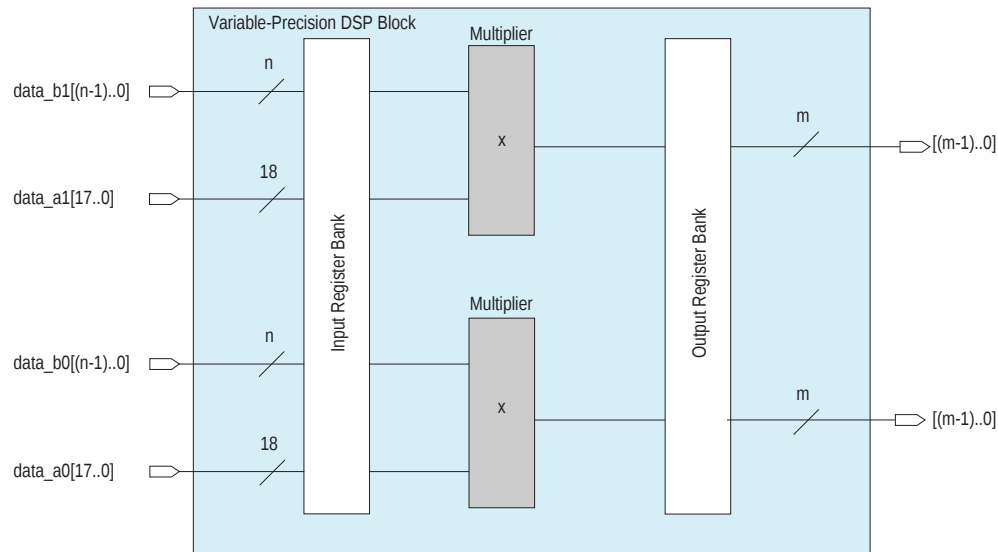 Variable-Precision DSP Block
Multiplier
n
m
data_b1[(n-1)..0]
x
[(m-1)..0]
18
data_a1[17..0]
Input Register Bank
Output Register Bank
Multiplier
n
data_b0[(n-1)..0]
m
x
[(m-1)..0]
18
data_a0[17..0]